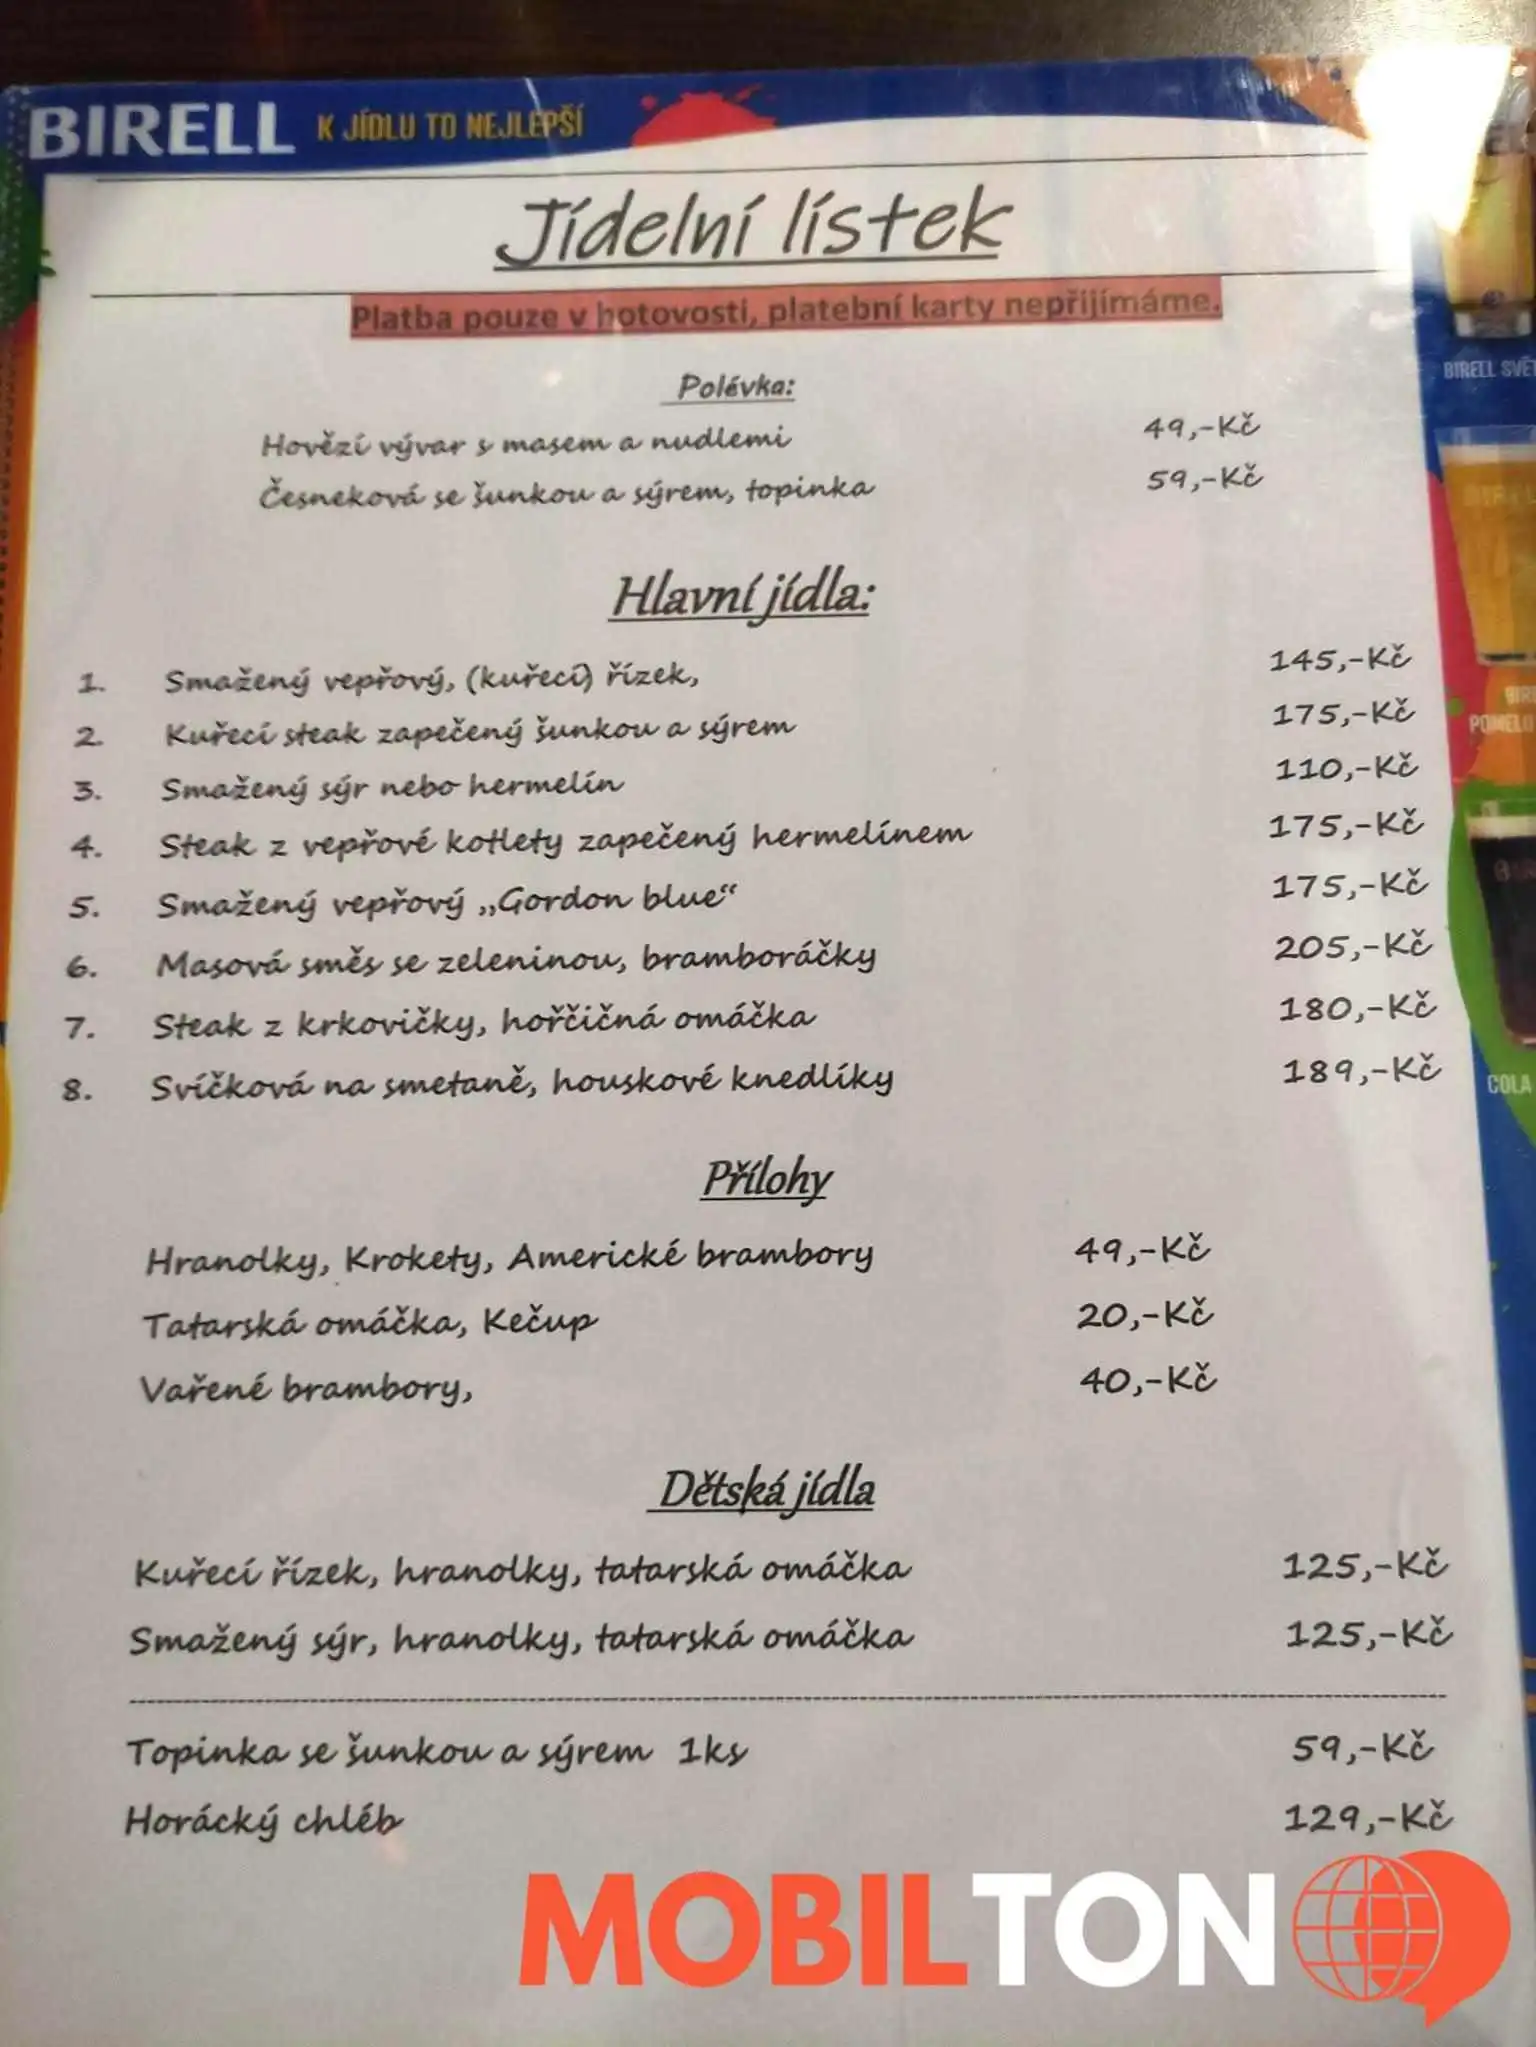 BIRELL K JÍDLU TO NEJLEPŠÍ
Jídelní lístek
Platba pouze v hotovosti, platební karty nepřijímáme.
Polévka:
Hovězí vývar s masem a nudlemi 49,-Kč
Česneková se šunkou a sýrem, topinka 59,-Kč
Hlavní jídla:
1. Smažený vepřový, (kuřecí) řízek, 145,-Kč
2. Kuřecí steak zapečený šunkou a sýrem 175,-Kč
3. Smažený sýr nebo hermelín 110,-Kč
4. Steak z vepřové kotlety zapečený hermelínem 175,-Kč
5. Smažený vepřový „Gordon blue“ 175,-Kč
6. Masová směs se zeleninou, bramboráčky 205,-Kč
7. Steak z krkovičky, hořčičná omáčka 180,-Kč
8. Svíčková na smetaně, houskové knedlíky 189,-Kč
Přílohy
Hranolky, Krokety, Americké brambory 49,-Kč
Tatarská omáčka, Kečup 20,-Kč
Vařené brambory, 40,-Kč
Dětská jídla
Kuřecí řízek, hranolky, tatarská omáčka 125,-Kč
Smažený sýr, hranolky, tatarská omáčka 125,-Kč
Topinka se šunkou a sýrem 1ks 59,-Kč
Horácký chléb 129,-Kč
BIRELL SVĚT
POMELO
COLA
MOBILTON